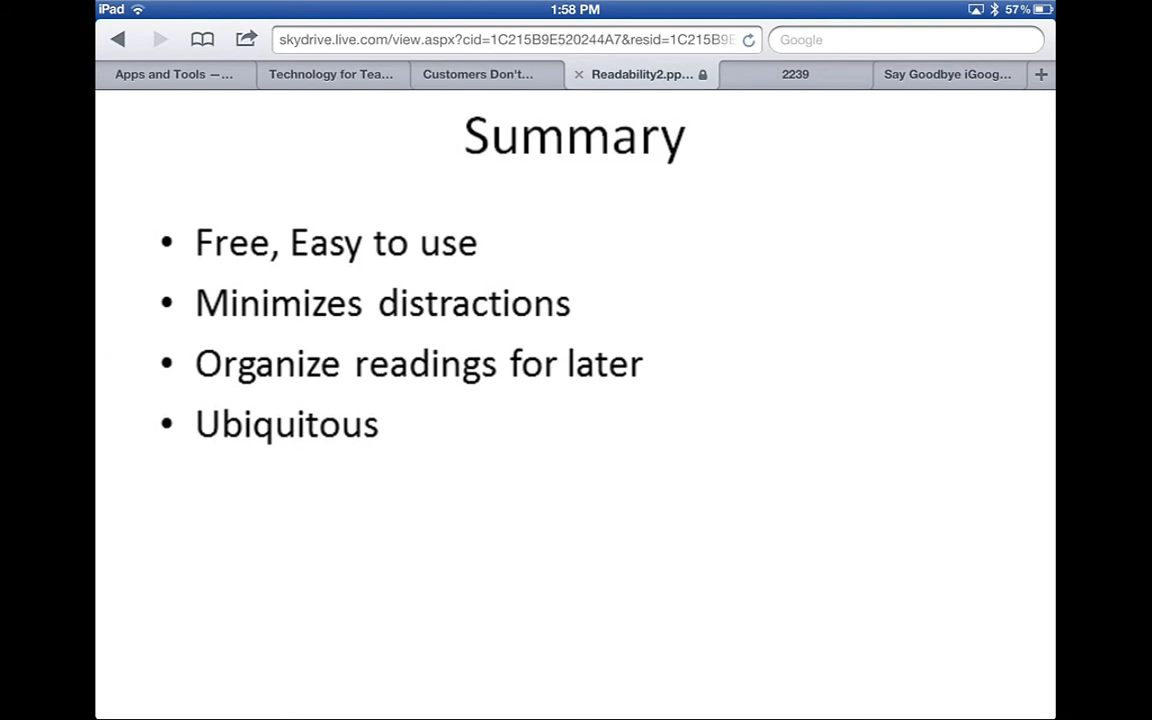 iPad 1:58 PM 57%
skydrive.live.com/view.aspx?cid=1C215B9E520244A7&resid=1C215B9E Google
Apps and Tools —... Technology for Tea... Customers Don't... Readability2.pp... 2239 Say Goodbye iGoog...
Summary
• Free, Easy to use
• Minimizes distractions
• Organize readings for later
• Ubiquitous